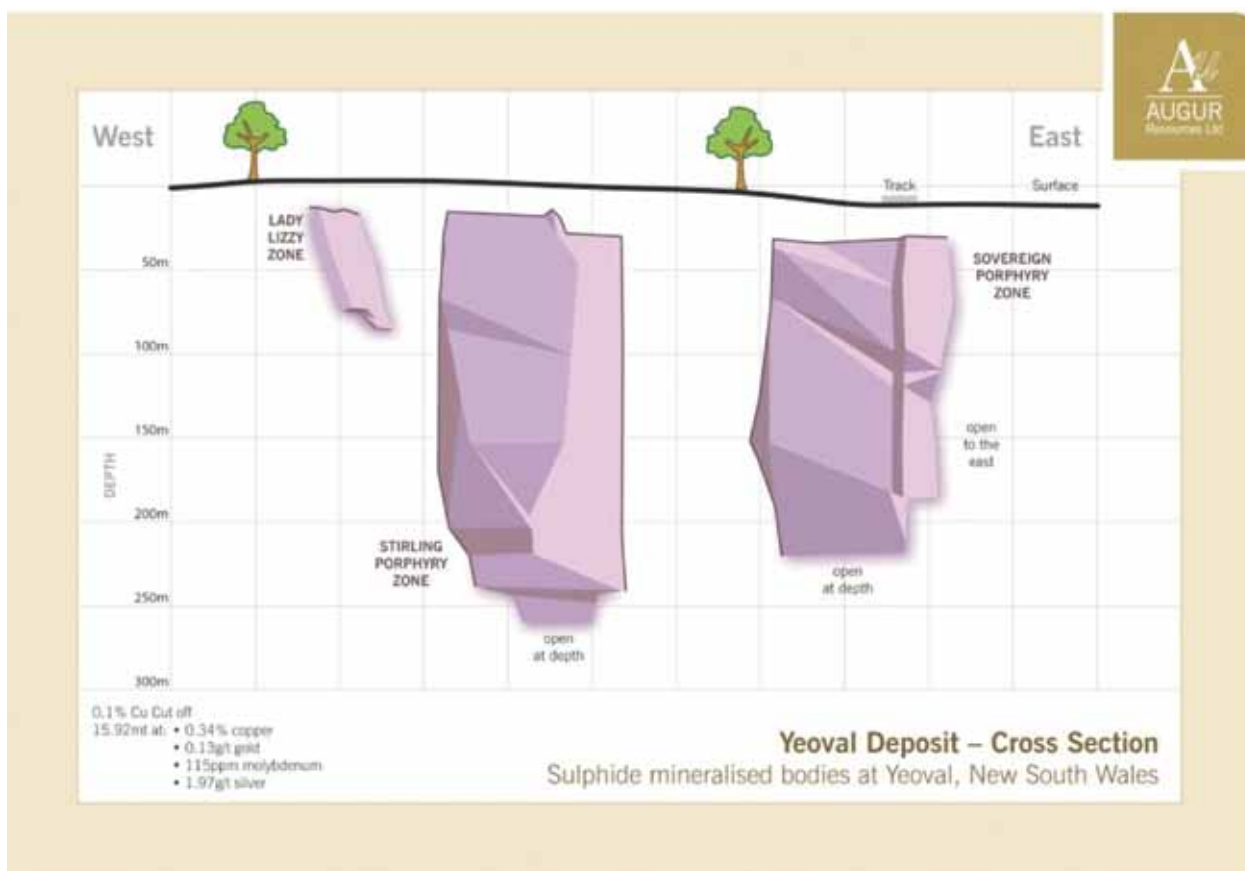 AUGUR
Resources Ltd
West
East
Track
Surface
LADY
LIZZY
ZONE
50m
SOVEREIGN
PORPHYRY
ZONE
100m
150m
open
to the
east
DEPTH
200m
STIRLING
PORPHYRY
ZONE
open
at depth
250m
open
at depth
300m
0.1% Cu Cut off
15.92mt at: • 0.34% copper
• 0.13g/t gold
• 115ppm molybdenum
• 1.97g/t silver
Yeoval Deposit – Cross Section
Sulphide mineralised bodies at Yeoval, New South Wales